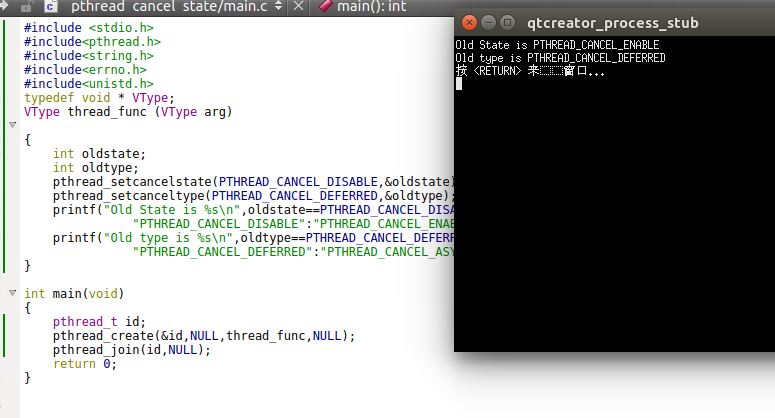 pthread_cancel_state/main.c
main(): int
#include <stdio.h>
#include<pthread.h>
#include<string.h>
#include<errno.h>
#include<unistd.h>
typedef void * VType;
VType thread_func (VType arg)
{
int oldstate;
int oldtype;
pthread_setcancelstate(PTHREAD_CANCEL_DISABLE,&oldstate)
pthread_setcanceltype(PTHREAD_CANCEL_DEFERRED,&oldtype);
printf("Old State is %s\n",oldstate==PTHREAD_CANCEL_DISA
"PTHREAD_CANCEL_DISABLE":"PTHREAD_CANCEL_ENAB
printf("Old type is %s\n",oldtype==PTHREAD_CANCEL_DEFERR
"PTHREAD_CANCEL_DEFERRED":"PTHREAD_CANCEL_ASY
}
int main(void)
{
pthread_t id;
pthread_create(&id,NULL,thread_func,NULL);
pthread_join(id,NULL);
return 0;
}
qtcreator_process_stub
Old State is PTHREAD_CANCEL_ENABLE
Old type is PTHREAD_CANCEL_DEFERRED
按 <RETURN> 来窗口...